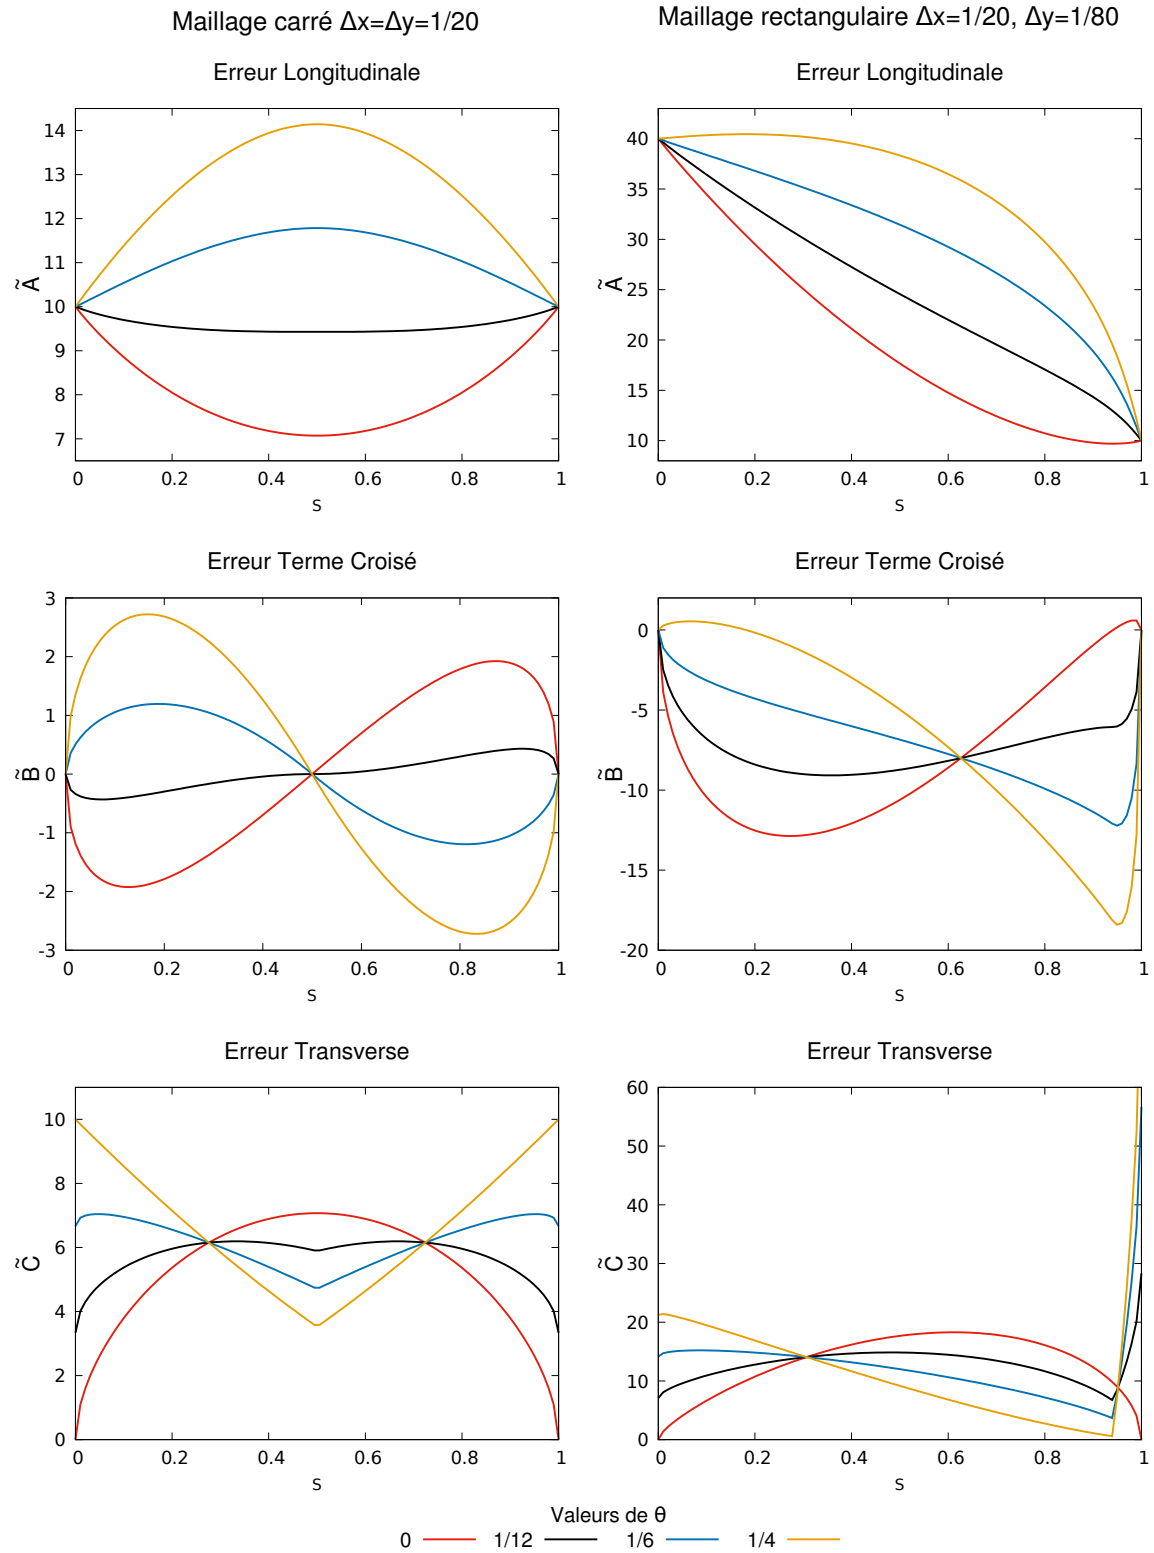 Maillage carré Δx=Δy=1/20
Maillage rectangulaire Δx=1/20, Δy=1/80
Erreur Longitudinale
14
13
12
11
10
9
8
7
Ã
0 0.2 0.4 0.6 0.8 1
S
Erreur Longitudinale
40
35
30
25
20
15
10
Ã
0 0.2 0.4 0.6 0.8 1
S
Erreur Terme Croisé
3
2
1
0
-1
-2
-3
B̃
0 0.2 0.4 0.6 0.8 1
S
Erreur Terme Croisé
0
-5
-10
-15
-20
B̃
0 0.2 0.4 0.6 0.8 1
S
Erreur Transverse
10
8
6
4
2
0
C̃
0 0.2 0.4 0.6 0.8 1
S
Erreur Transverse
60
50
40
30
20
10
0
C̃
0 0.2 0.4 0.6 0.8 1
S
Valeurs de θ
0 1/12 1/6 1/4